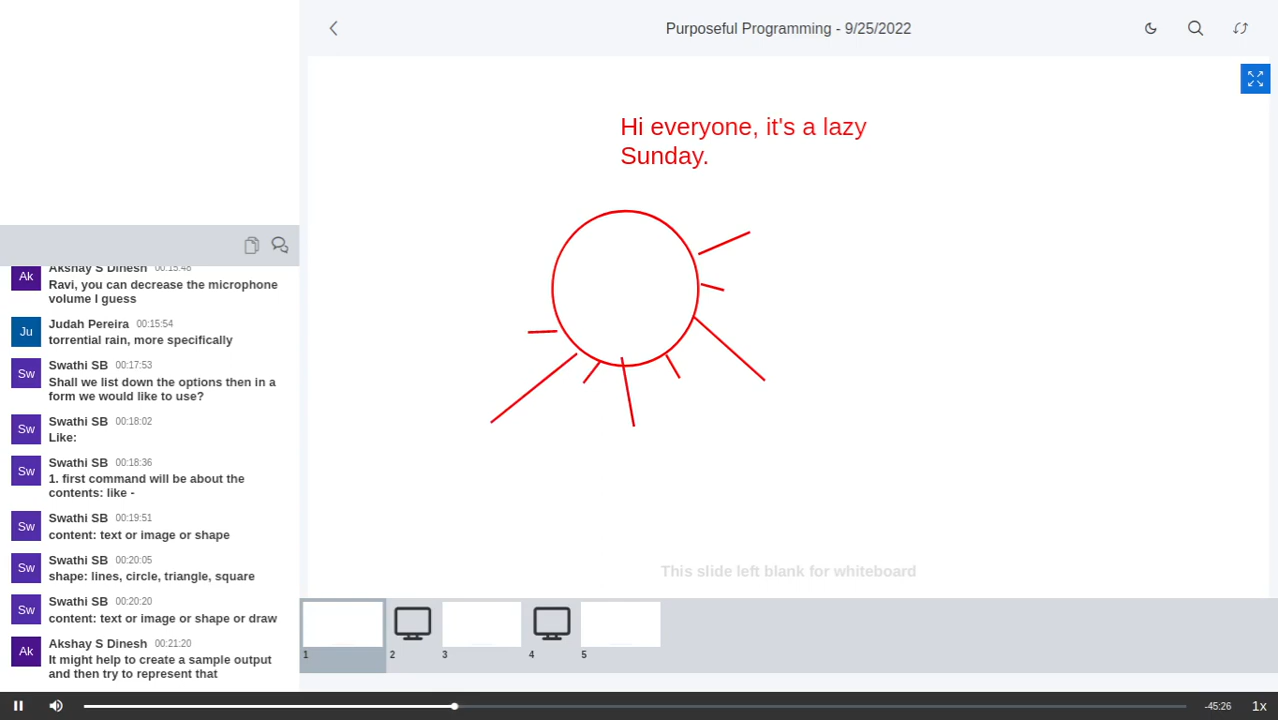 Purposeful Programming - 9/25/2022
Hi everyone, it's a lazy
Sunday.
This slide left blank for whiteboard
Ak
Akshay S Dinesh 00:15:48
Ravi, you can decrease the microphone
volume I guess
Ju
Judah Pereira 00:15:54
torrential rain, more specifically
Sw
Swathi SB 00:17:53
Shall we list down the options then in a
form we would like to use?
Sw
Swathi SB 00:18:02
Like:
Sw
Swathi SB 00:18:36
1. first command will be about the
contents: like -
Sw
Swathi SB 00:19:51
content: text or image or shape
Sw
Swathi SB 00:20:05
shape: lines, circle, triangle, square
Sw
Swathi SB 00:20:20
content: text or image or shape or draw
Ak
Akshay S Dinesh 00:21:20
It might help to create a sample output
and then try to represent that
1 2 3 4 5
-45:26 1x